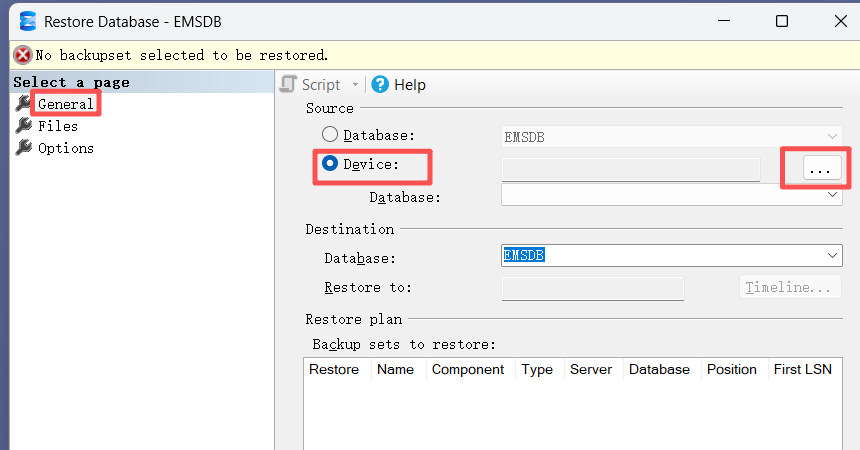 Restore Database - EMSDB
No backupset selected to be restored.
Select a page
General
Files
Options
Script Help
Source
Database: EMSDB
Device: ...
Database:
Destination
Database: EMSDB
Restore to: Timeline...
Restore plan
Backup sets to restore:
Restore Name Component Type Server Database Position First LSN